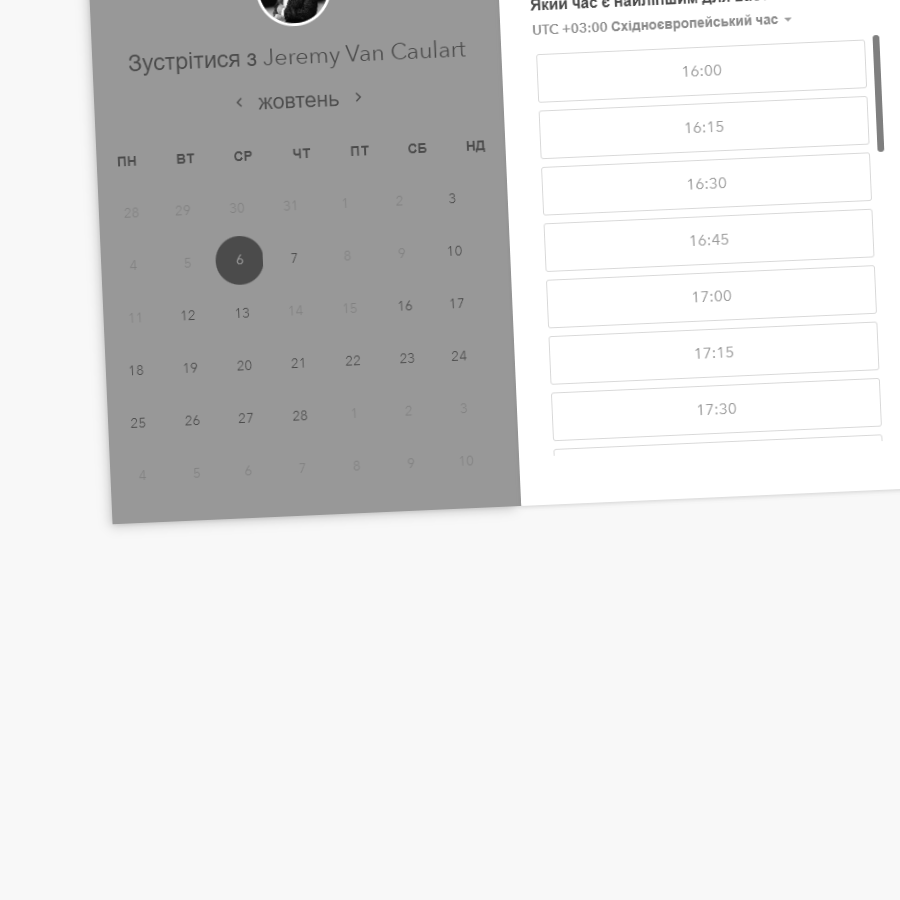 Зустрітися з Jeremy Van Caulart
‹ жовтень ›
ПН ВТ СР ЧТ ПТ СБ НД
28 29 30 31 1 2 3
4 5 6 7 8 9 10
11 12 13 14 15 16 17
18 19 20 21 22 23 24
25 26 27 28 1 2 3
4 5 6 7 8 9 10
Який час є найліпшим для
UTC +03:00 Східноєвропейський час
16:00
16:15
16:30
16:45
17:00
17:15
17:30